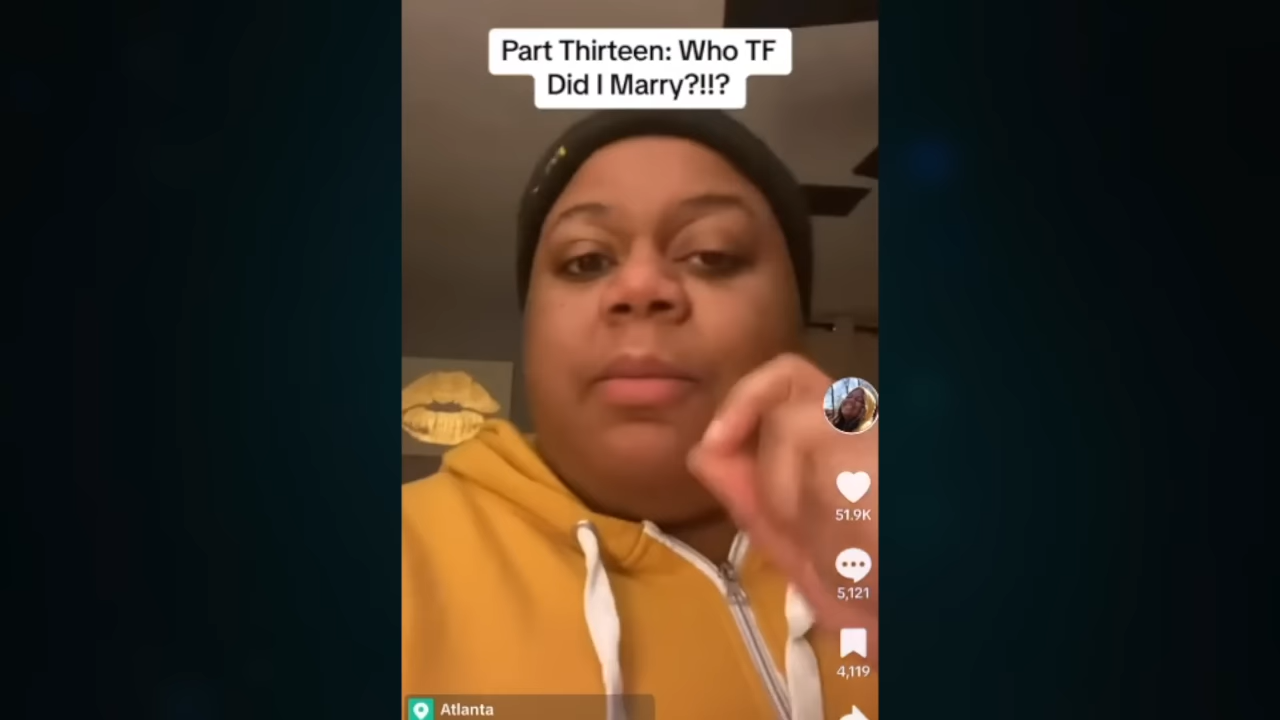 Part Thirteen: Who TF
Did I Marry?!!?
51.9K
5,121
4,119
Atlanta